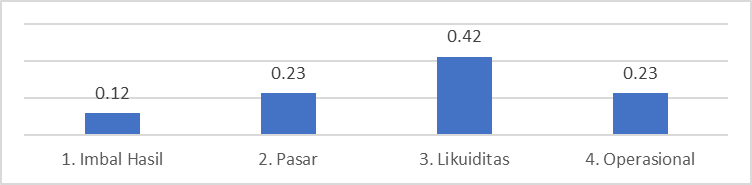 0.12
0.23
0.42
0.23
1. Imbal Hasil
2. Pasar
3. Likuiditas
4. Operasional